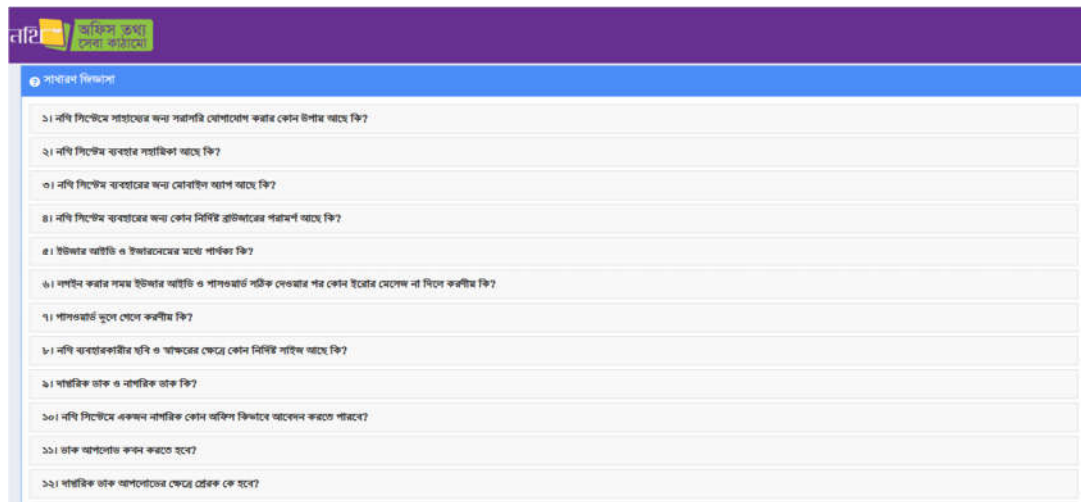 নথি
অফিস তথ্য
সেবা কাঠামো
সাধারণ জিজ্ঞাসা
১। নথি সিস্টেমে সাহায্যের জন্য সরাসরি যোগাযোগ করার কোন উপায় আছে কি?
২। নথি সিস্টেম ব্যবহার সহায়িকা আছে কি?
৩। নথি সিস্টেম ব্যবহারের জন্য মোবাইল অ্যাপ আছে কি?
৪। নথি সিস্টেম ব্যবহারের জন্য কোন নির্দিষ্ট ব্রাউজারের পরামর্শ আছে কি?
৫। ইউজার আইডি ও ইজারনেমের মধ্যে পার্থক্য কি?
৬। লগইন করার সময় ইউজার আইডি ও পাসওয়ার্ড সঠিক দেওয়ার পর কোন ইরোর মেসেজ না দিলে করণীয় কি?
৭। পাসওয়ার্ড ভুলে গেলে করণীয় কি?
৮। নথি ব্যবহারকারীর ছবি ও স্বাক্ষরের ক্ষেত্রে কোন নির্দিষ্ট সাইজ আছে কি?
৯। দাপ্তরিক ডাক ও নাগরিক ডাক কি?
১০। নথি সিস্টেমে একজন নাগরিক কোন অফিস কিভাবে আবেদন করতে পারবে?
১১। ডাক আপলোড কখন করতে হবে?
১২। দাপ্তরিক ডাক আপলোডের ক্ষেত্রে প্রেরক কে হবে?